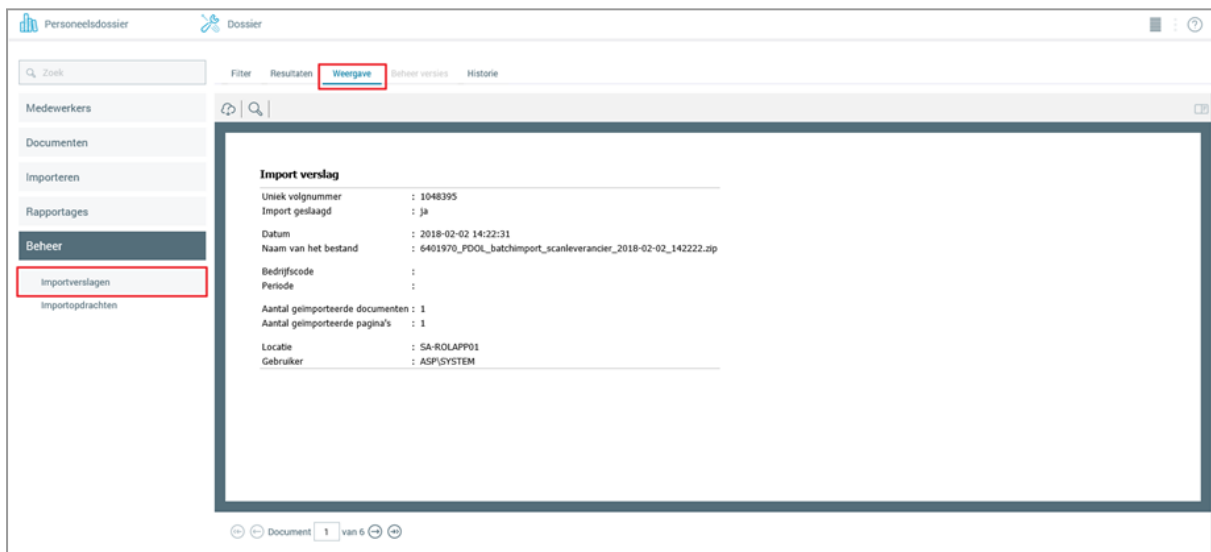 Personeelsdossier
Dossier
Zoek
Medewerkers
Documenten
Importeren
Rapportages
Beheer
Importverslagen
Importopdrachten
Filter Resultaten Weergave Beheer versies Historie
Import verslag
Uniek volgnummer : 1048395
Import geslaagd : ja
Datum : 2018-02-02 14:22:31
Naam van het bestand : 6401970_PDOL_batchimport_scanleverancier_2018-02-02_142222.zip
Bedrijfscode :
Periode :
Aantal geimporteerde documenten : 1
Aantal geimporteerde pagina's : 1
Locatie : SA-ROLAPP01
Gebruiker : ASP\SYSTEM
Document 1 van 6